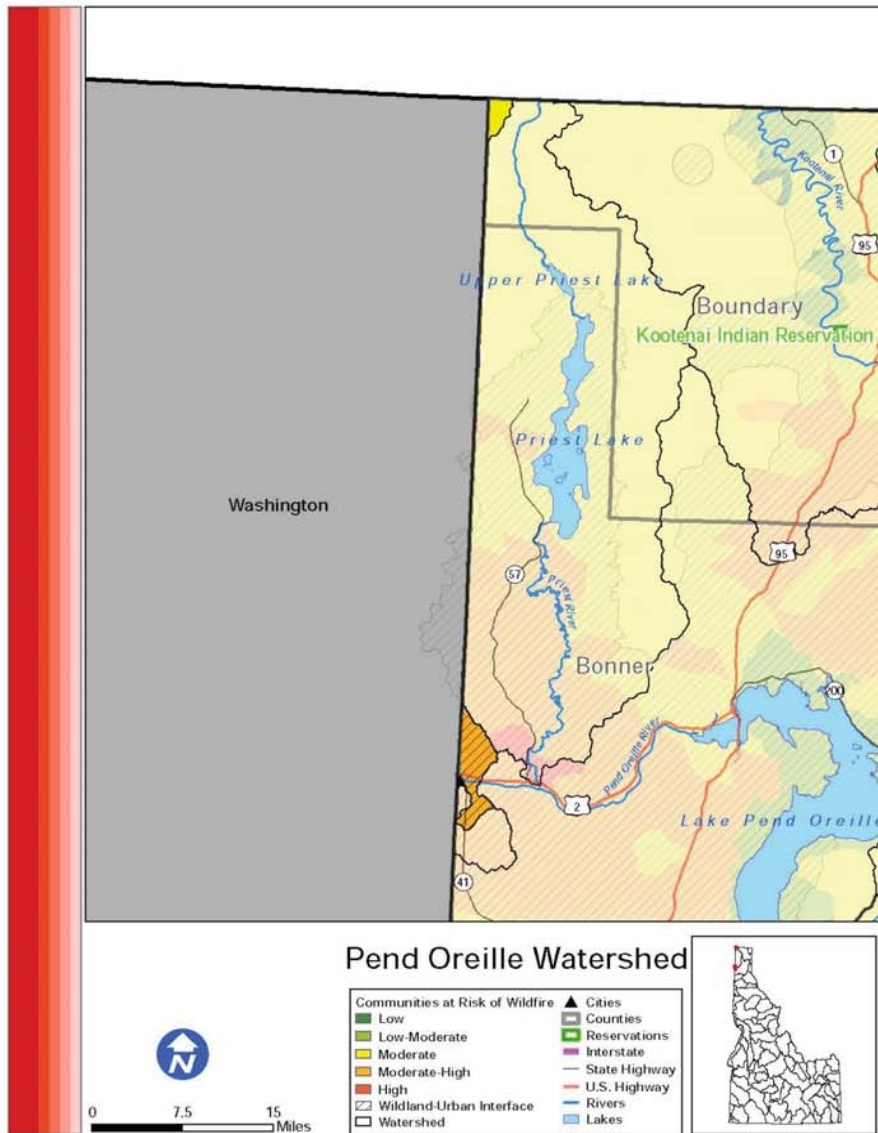 1
Kootenai River
95
Upper Priest Lake
Boundary
Kootenai Indian Reservation
Priest Lake
Washington
95
57
Priest River
Bonner
200
Pend Oreille River
2
Lake Pend Oreille
41
Pend Oreille Watershed
Communities at Risk of Wildfire
Low
Low-Moderate
Moderate
Moderate-High
High
Wildland-Urban Interface
Watershed
Cities
Counties
Reservations
Interstate
State Highway
U.S. Highway
Rivers
Lakes
N
0 7.5 15
Miles